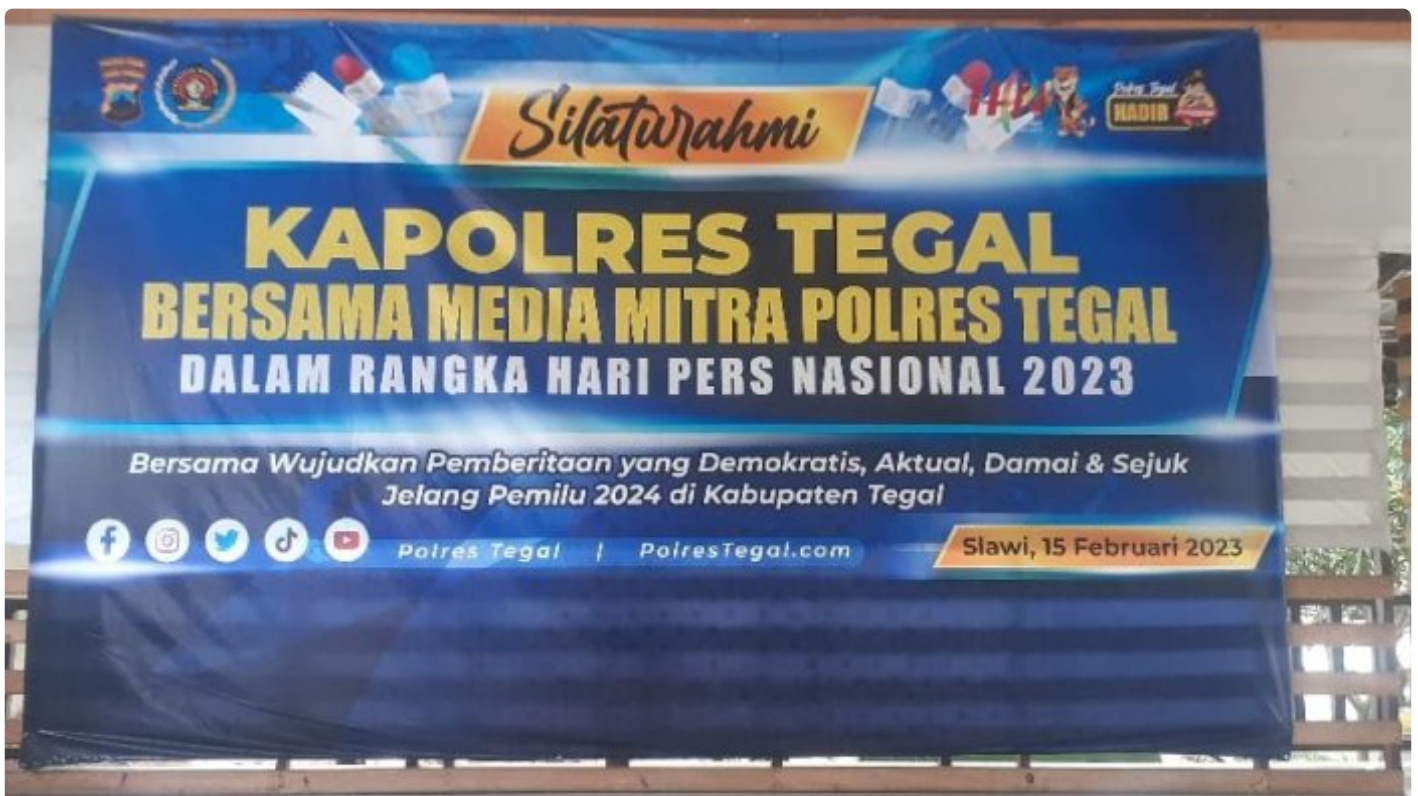 Silaturahmi
Polres Tegal
HADIR
KAPOLRES TEGAL
BERSAMA MEDIA MITRA POLRES TEGAL
DALAM RANGKA HARI PERS NASIONAL 2023
Bersama Wujudkan Pemberitaan yang Demokratis, Aktual, Damai & Sejuk
Jelang Pemilu 2024 di Kabupaten Tegal
Polres Tegal | PolresTegal.com
Slawi, 15 Februari 2023